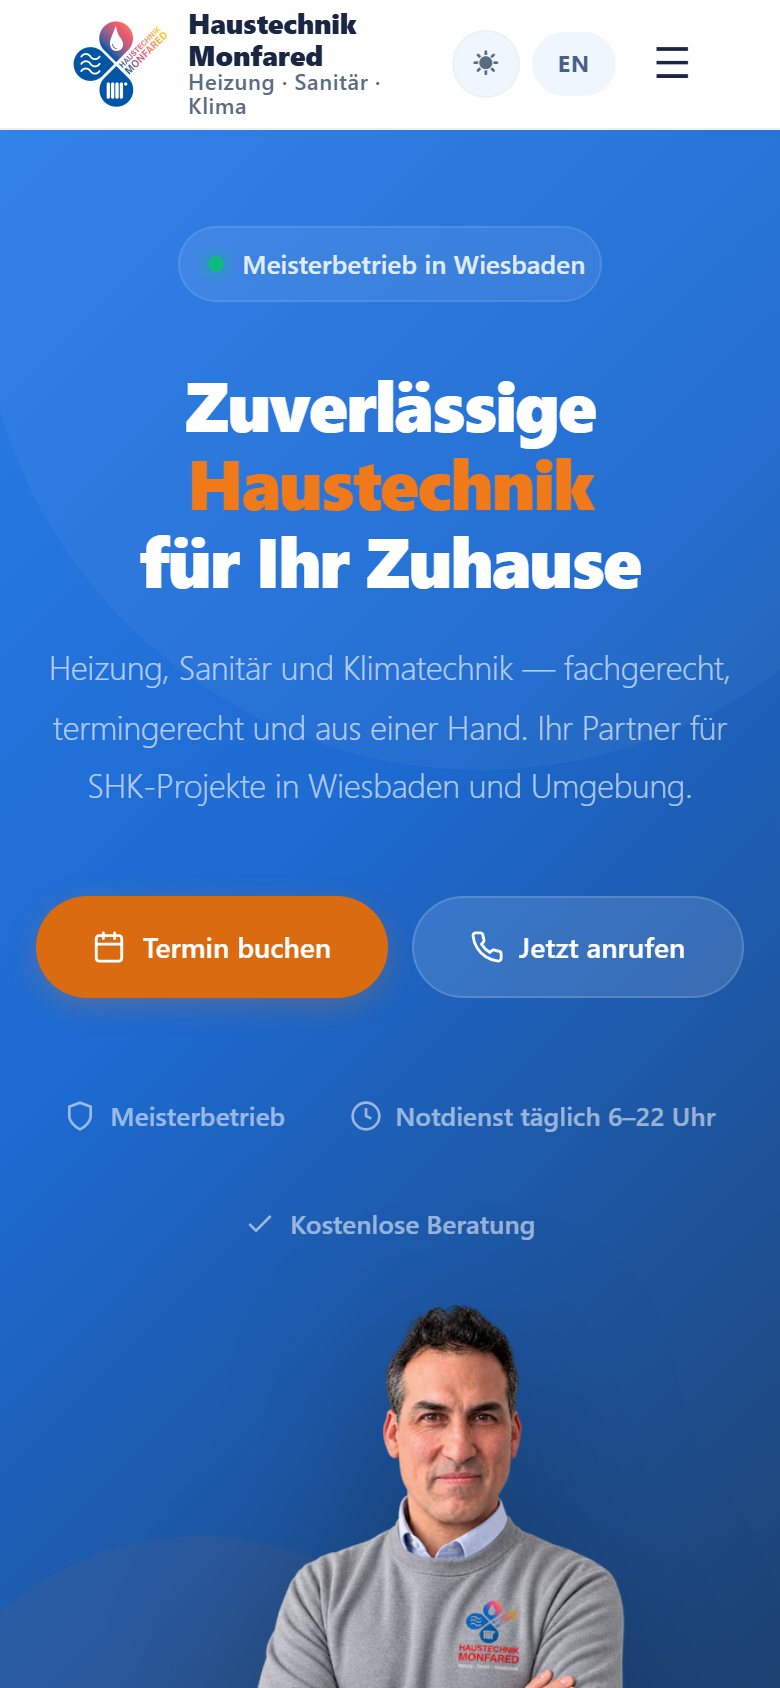 HAUSTECHNIK
MONFARED
Haustechnik
Monfared
Heizung · Sanitär ·
Klima
EN
Meisterbetrieb in Wiesbaden
Zuverlässige
Haustechnik
für Ihr Zuhause
Heizung, Sanitär und Klimatechnik — fachgerecht,
termingerecht und aus einer Hand. Ihr Partner für
SHK-Projekte in Wiesbaden und Umgebung.
Termin buchen
Jetzt anrufen
Meisterbetrieb
Notdienst täglich 6–22 Uhr
Kostenlose Beratung
HAUSTECHNIK
MONFARED